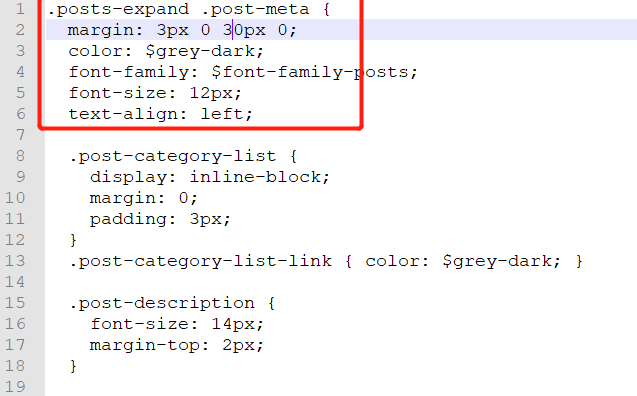 1 .posts-expand .post-meta {
2 margin: 3px 0 30px 0;
3 color: $grey-dark;
4 font-family: $font-family-posts;
5 font-size: 12px;
6 text-align: left;
7
8 .post-category-list {
9 display: inline-block;
10 margin: 0;
11 padding: 3px;
12 }
13 .post-category-list-link { color: $grey-dark; }
14
15 .post-description {
16 font-size: 14px;
17 margin-top: 2px;
18 }
19